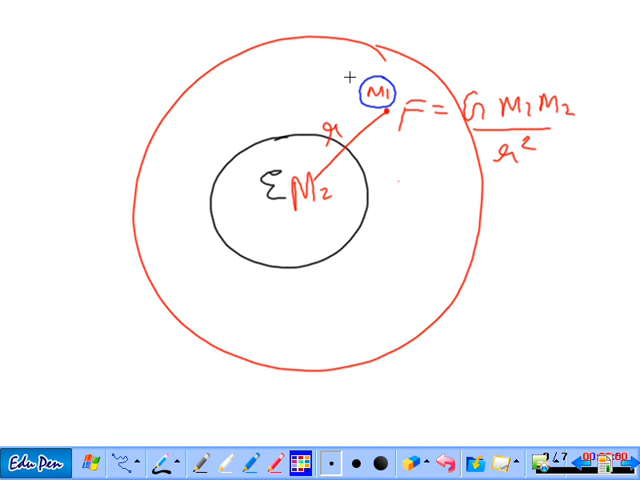 M1
F = G M1 M2
r²
r
E M2
Edu Pen